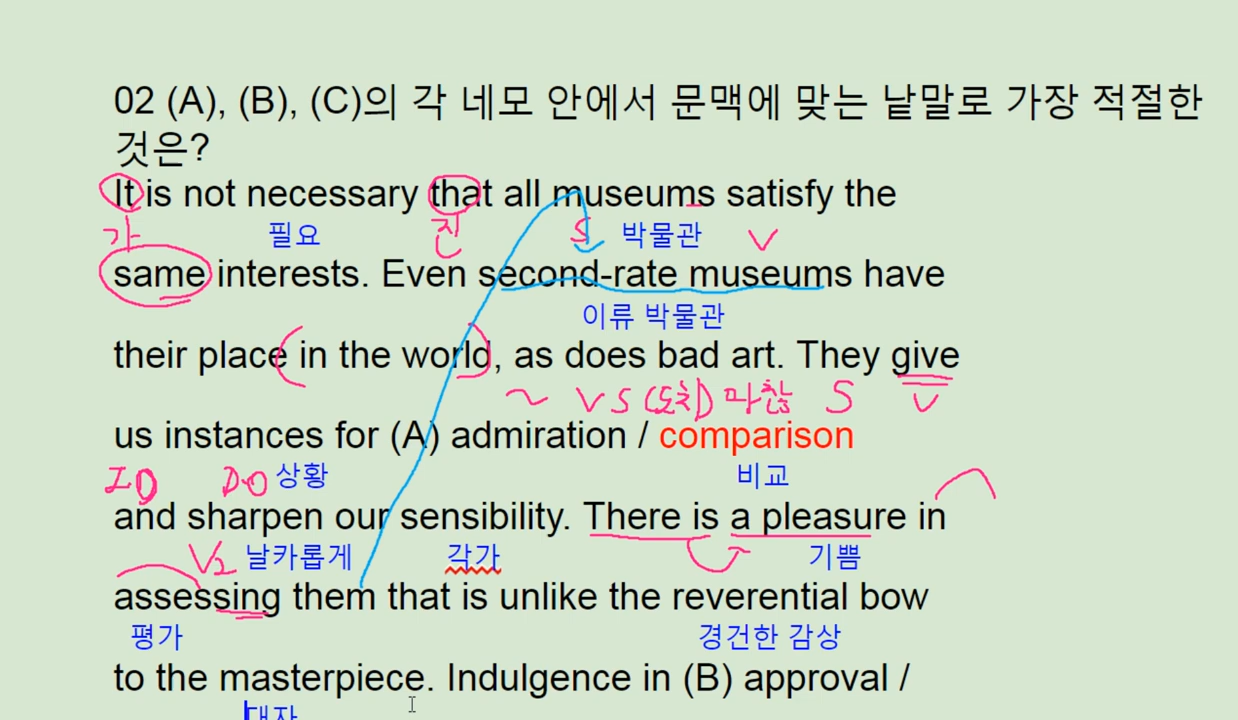 02 (A), (B), (C)의 각 네모 안에서 문맥에 맞는 낱말로 가장 적절한
것은?
It is not necessary that all museums satisfy the
가 필요 진 S 박물관 V
same interests. Even second-rate museums have
이류 박물관
their place (in the world), as does bad art. They give
~ V S (도치) 마찮 S V
us instances for (A) admiration / comparison
I O D.O 상황 비교
and sharpen our sensibility. There is a pleasure in
V2 날카롭게 각가 기쁨
assessing them that is unlike the reverential bow
평가 경건한 감상
to the masterpiece. Indulgence in (B) approval /
대자